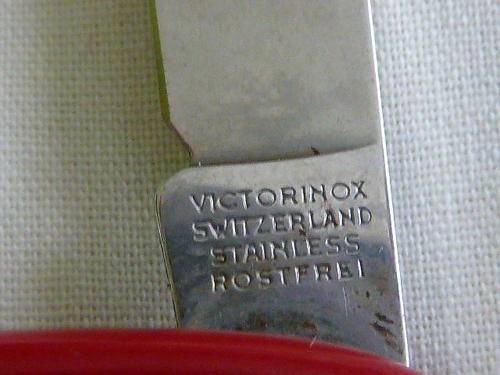 VICTORINOX
SWITZERLAND
STAINLESS
ROSTFREI